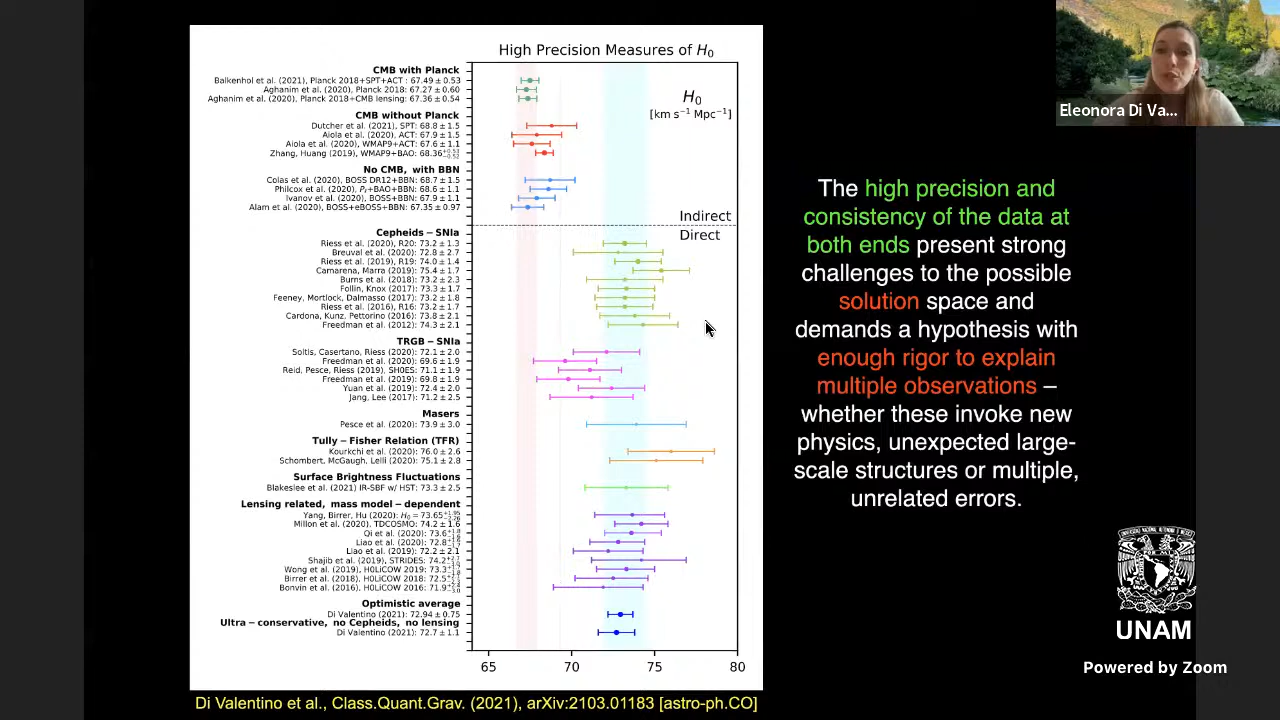 High Precision Measures of H₀
CMB with Planck
Balkenhol et al. (2021), Planck 2018+SPT+ACT : 67.49 ± 0.53
Aghanim et al. (2020), Planck 2018: 67.27 ± 0.60
Aghanim et al. (2020), Planck 2018+CMB lensing: 67.36 ± 0.54
CMB without Planck
Dutcher et al. (2021), SPT: 68.8 ± 1.5
Aiola et al. (2020), ACT: 67.9 ± 1.5
Aiola et al. (2020), WMAP9+ACT: 67.6 ± 1.1
Zhang, Huang (2019), WMAP9+BAO: 68.36 +0.53 −0.52
No CMB, with BBN
Colas et al. (2020), BOSS DR12+BBN: 68.7 ± 1.5
Philcox et al. (2020), Pₗ+BAO+BBN: 68.6 ± 1.1
Ivanov et al. (2020), BOSS+BBN: 67.9 ± 1.1
Alam et al. (2020), BOSS+eBOSS+BBN: 67.35 ± 0.97
H₀
[km s⁻¹ Mpc⁻¹]
Indirect
Direct
Cepheids − SNIa
Riess et al. (2020), R20: 73.2 ± 1.3
Breuval et al. (2020): 72.8 ± 2.7
Riess et al. (2019), R19: 74.0 ± 1.4
Camarena, Marra (2019): 75.4 ± 1.7
Burns et al. (2018): 73.2 ± 2.3
Follin, Knox (2017): 73.3 ± 1.7
Feeney, Mortlock, Dalmasso (2017): 73.2 ± 1.8
Riess et al. (2016), R16: 73.2 ± 1.7
Cardona, Kunz, Pettorino (2016): 73.8 ± 2.1
Freedman et al. (2012): 74.3 ± 2.1
TRGB − SNIa
Soltis, Casertano, Riess (2020): 72.1 ± 2.0
Freedman et al. (2020): 69.6 ± 1.9
Reid, Pesce, Riess (2019), SH0ES: 71.1 ± 1.9
Freedman et al. (2019): 69.8 ± 1.9
Yuan et al. (2019): 72.4 ± 2.0
Jang, Lee (2017): 71.2 ± 2.5
Masers
Pesce et al. (2020): 73.9 ± 3.0
Tully − Fisher Relation (TFR)
Kourkchi et al. (2020): 76.0 ± 2.6
Schombert, McGaugh, Lelli (2020): 75.1 ± 2.8
Surface Brightness Fluctuations
Blakeslee et al. (2021) IR-SBF w/ HST: 73.3 ± 2.5
Lensing related, mass model − dependent
Yang, Birrer, Hu (2020): H₀ = 73.65 +1.95 −2.26
Millon et al. (2020), TDCOSMO: 74.2 ± 1.6
Qi et al. (2020): 73.6
Liao et al. (2020): 72.8
Liao et al. (2019): 72.2 ± 2.1
Shajib et al. (2019), STRIDES: 74.2
Wong et al. (2019), H0LiCOW 2019: 73.3
Birrer et al. (2018), H0LiCOW 2018: 72.5
Bonvin et al. (2016), H0LiCOW 2016: 71.9
Optimistic average
Di Valentino (2021): 72.94 ± 0.75
Ultra − conservative, no Cepheids, no lensing
Di Valentino (2021): 72.7 ± 1.1
65 70 75 80
Di Valentino et al., Class.Quant.Grav. (2021), arXiv:2103.01183 [astro-ph.CO]
Eleonora Di Va...
The high precision and
consistency of the data at
both ends present strong
challenges to the possible
solution space and
demands a hypothesis with
enough rigor to explain
multiple observations –
whether these invoke new
physics, unexpected large-
scale structures or multiple,
unrelated errors.
UNAM
Powered by Zoom